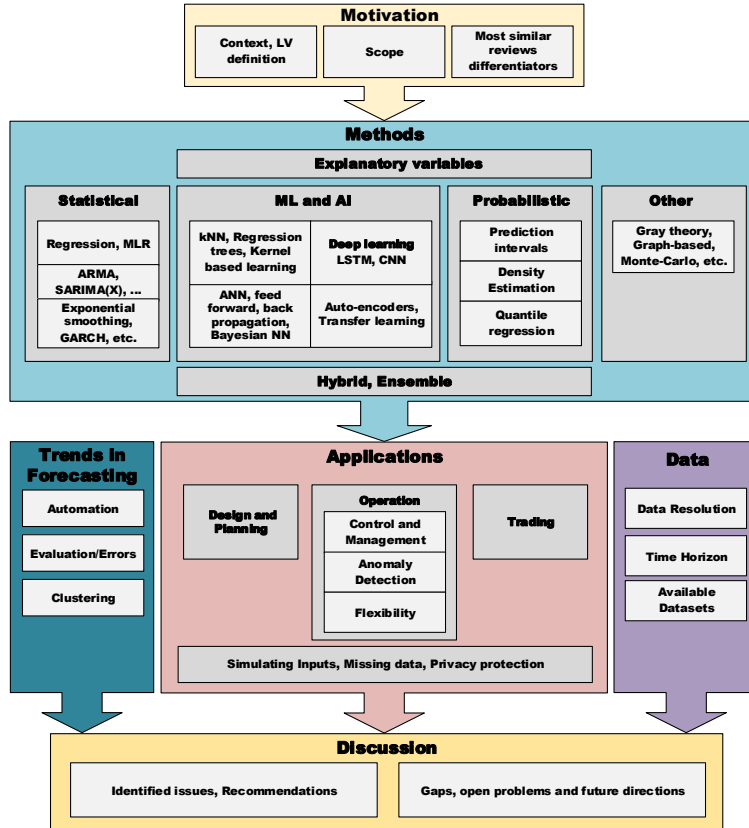 Motivation
Context, LV
definition
Scope
Most similar
reviews
differentiators
Methods
Explanatory variables
Statistical
Regression, MLR
ARMA,
SARIMA(X), ...
Exponential
smoothing,
GARCH, etc.
ML and AI
kNN, Regression
trees, Kernel
based learning
Deep learning
LSTM, CNN
ANN, feed
forward, back
propagation,
Bayesian NN
Auto-encoders,
Transfer learning
Probabilistic
Prediction
intervals
Density
Estimation
Quantile
regression
Other
Gray theory,
Graph-based,
Monte-Carlo, etc.
Hybrid, Ensemble
Trends in
Forecasting
Automation
Evaluation/Errors
Clustering
Applications
Design and
Planning
Operation
Control and
Management
Anomaly
Detection
Flexibility
Trading
Simulating Inputs, Missing data, Privacy protection
Data
Data Resolution
Time Horizon
Available
Datasets
Discussion
Identified issues, Recommendations
Gaps, open problems and future directions